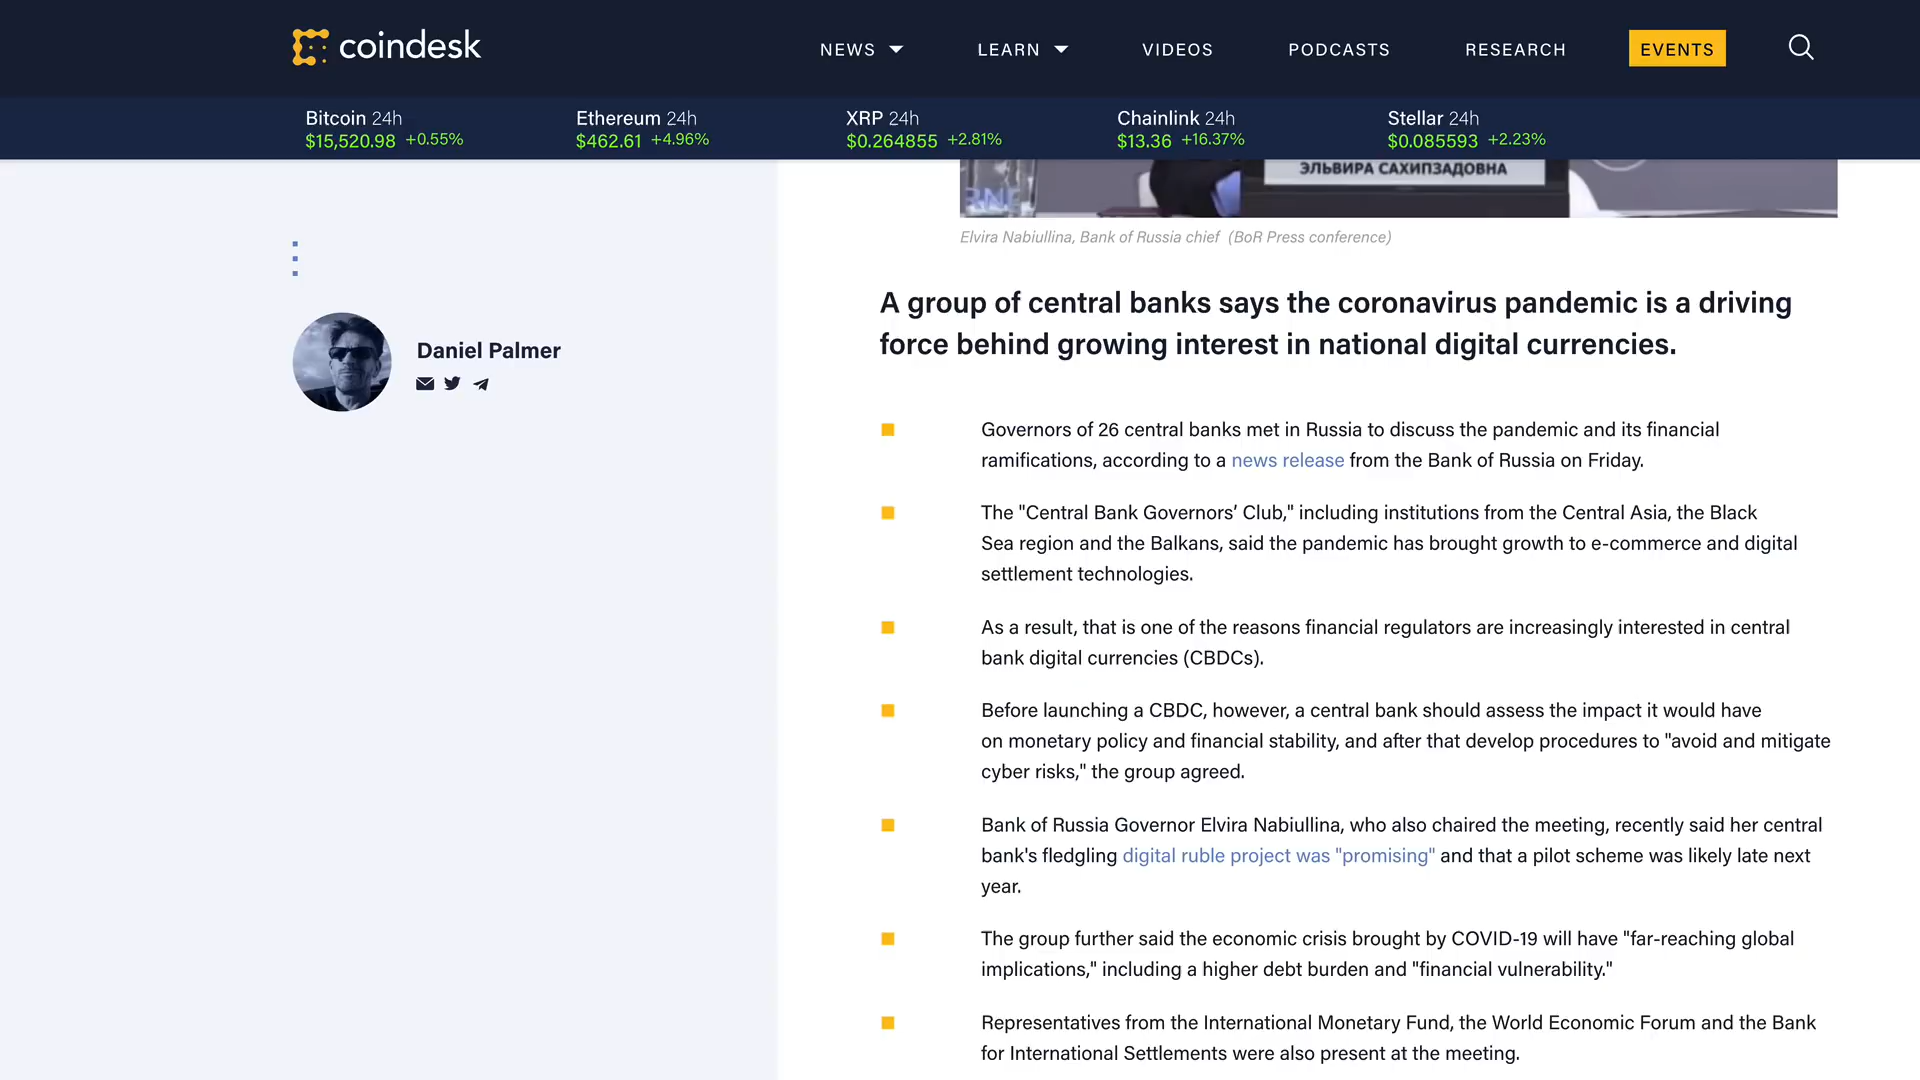 coindesk
NEWS
LEARN
VIDEOS
PODCASTS
RESEARCH
EVENTS
Bitcoin 24h
$15,520.98 +0.55%
Ethereum 24h
$462.61 +4.96%
XRP 24h
$0.264855 +2.81%
Chainlink 24h
$13.36 +16.37%
Stellar 24h
$0.085593 +2.23%
ЭЛЬВИРА САХИПЗАДОВНА
Elvira Nabiullina, Bank of Russia chief (BoR Press conference)
Daniel Palmer
A group of central banks says the coronavirus pandemic is a driving
force behind growing interest in national digital currencies.
Governors of 26 central banks met in Russia to discuss the pandemic and its financial
ramifications, according to a news release from the Bank of Russia on Friday.
The "Central Bank Governors’ Club," including institutions from the Central Asia, the Black
Sea region and the Balkans, said the pandemic has brought growth to e-commerce and digital
settlement technologies.
As a result, that is one of the reasons financial regulators are increasingly interested in central
bank digital currencies (CBDCs).
Before launching a CBDC, however, a central bank should assess the impact it would have
on monetary policy and financial stability, and after that develop procedures to "avoid and mitigate
cyber risks," the group agreed.
Bank of Russia Governor Elvira Nabiullina, who also chaired the meeting, recently said her central
bank's fledgling digital ruble project was "promising" and that a pilot scheme was likely late next
year.
The group further said the economic crisis brought by COVID-19 will have "far-reaching global
implications," including a higher debt burden and "financial vulnerability."
Representatives from the International Monetary Fund, the World Economic Forum and the Bank
for International Settlements were also present at the meeting.